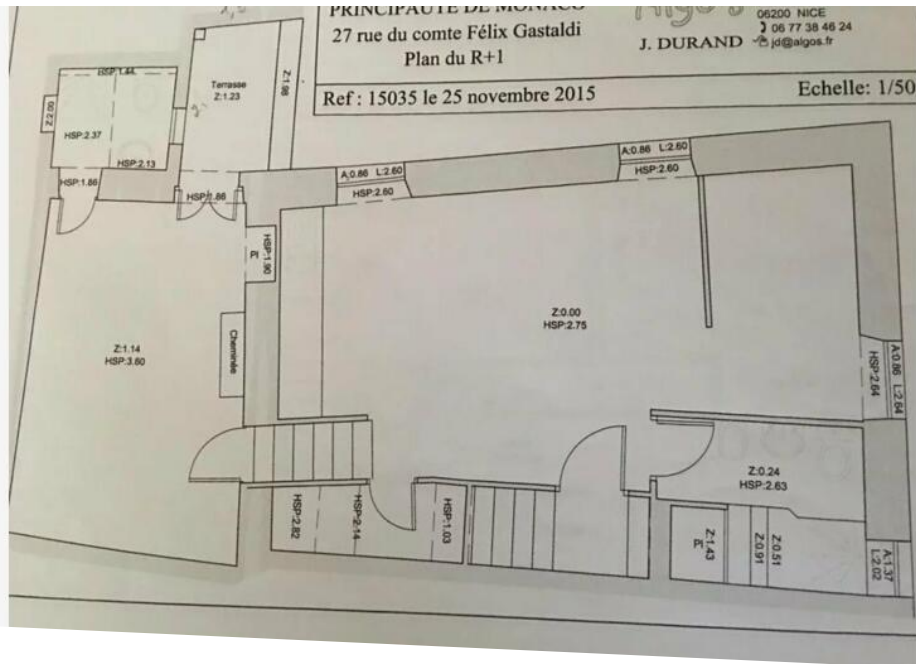 PRINCIPAUTE DE MONACO
27 rue du comte Félix Gastaldi
Plan du R+1
Algo's
J. DURAND
06200 NICE
06 77 38 46 24
jd@algos.fr
Ref : 15035 le 25 novembre 2015
Echelle: 1/50
HSP:1.44
Z:2.00
HSP:2.37
HSP:2.13
HSP:1.86
Terrasse
Z:1.23
Z:1.98
HSP:1.86
A:0.86 L:2.60
HSP:2.60
A:0.86 L:2.60
HSP:2.60
Pl
HSP:1.90
Z:0.00
HSP:2.75
Z:1.14
HSP:3.60
Cheminée
A:0.86 L:2.64
HSP:2.64
Z:0.24
HSP:2.63
HSP:2.82
HSP:2.14
HSP:1.03
Z:1.43
Pl
Z:0.51
Z:0.91
A:1.37
L:2.02